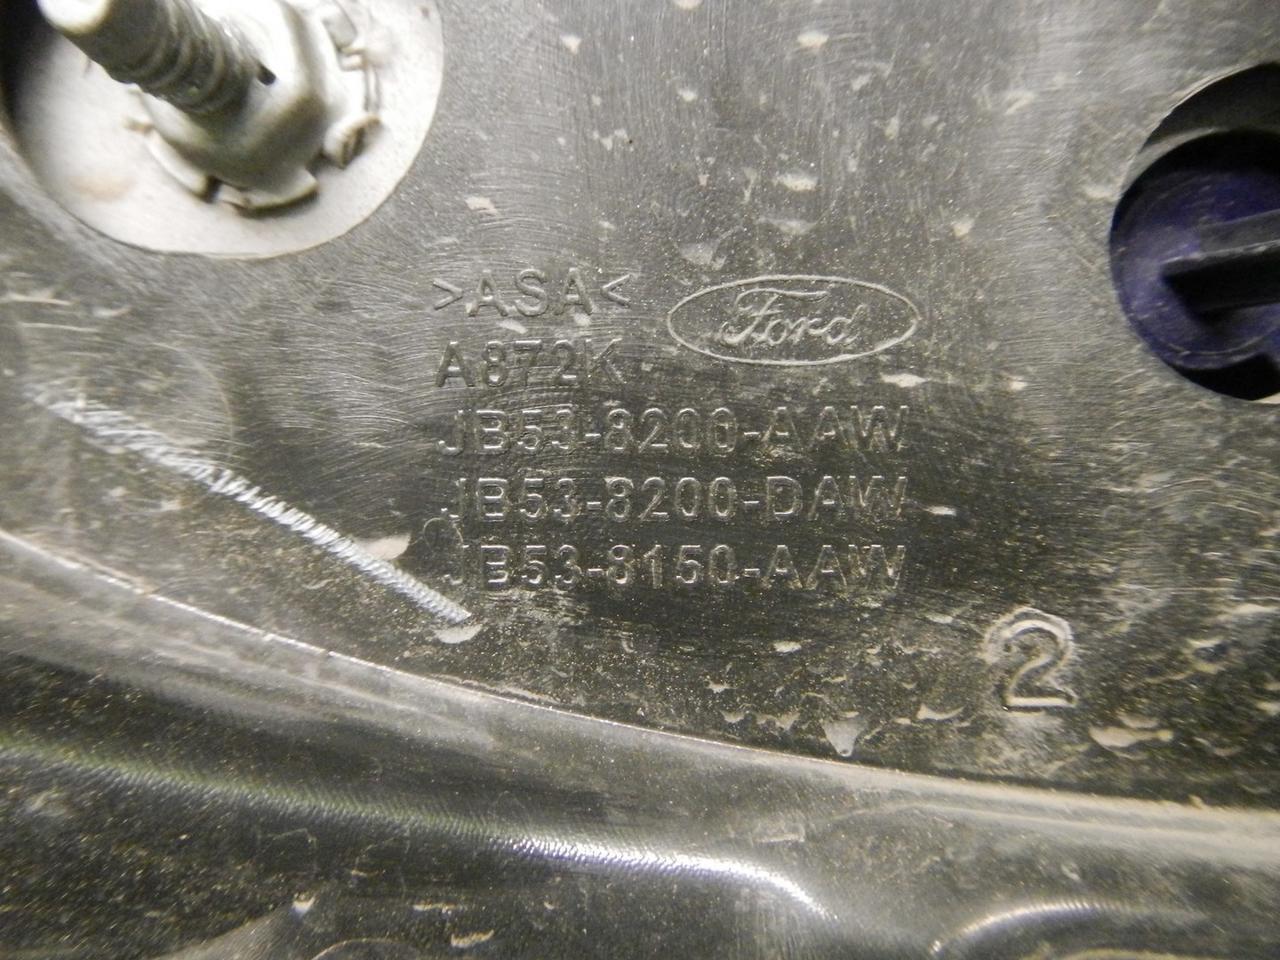 >ASA<
Ford
A872K
JB53-8200-AAW
JB53-8200-DAW
JB53-8150-AAW
2